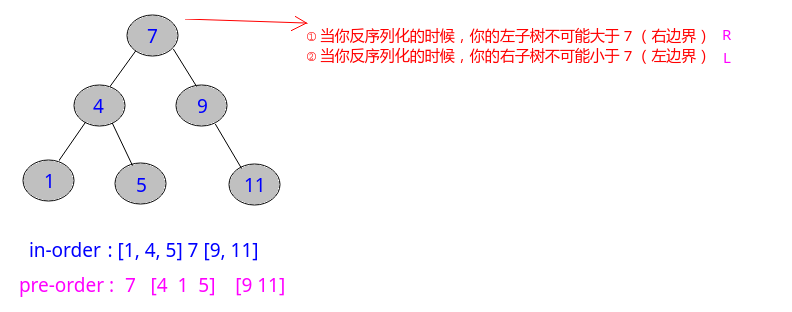 7
① 当你反序列化的时候，你的左子树不可能大于 7（右边界） R
② 当你反序列化的时候，你的右子树不可能小于 7（左边界） L
4 9
1 5 11
in-order : [1, 4, 5] 7 [9, 11]
pre-order : 7 [4 1 5] [9 11]